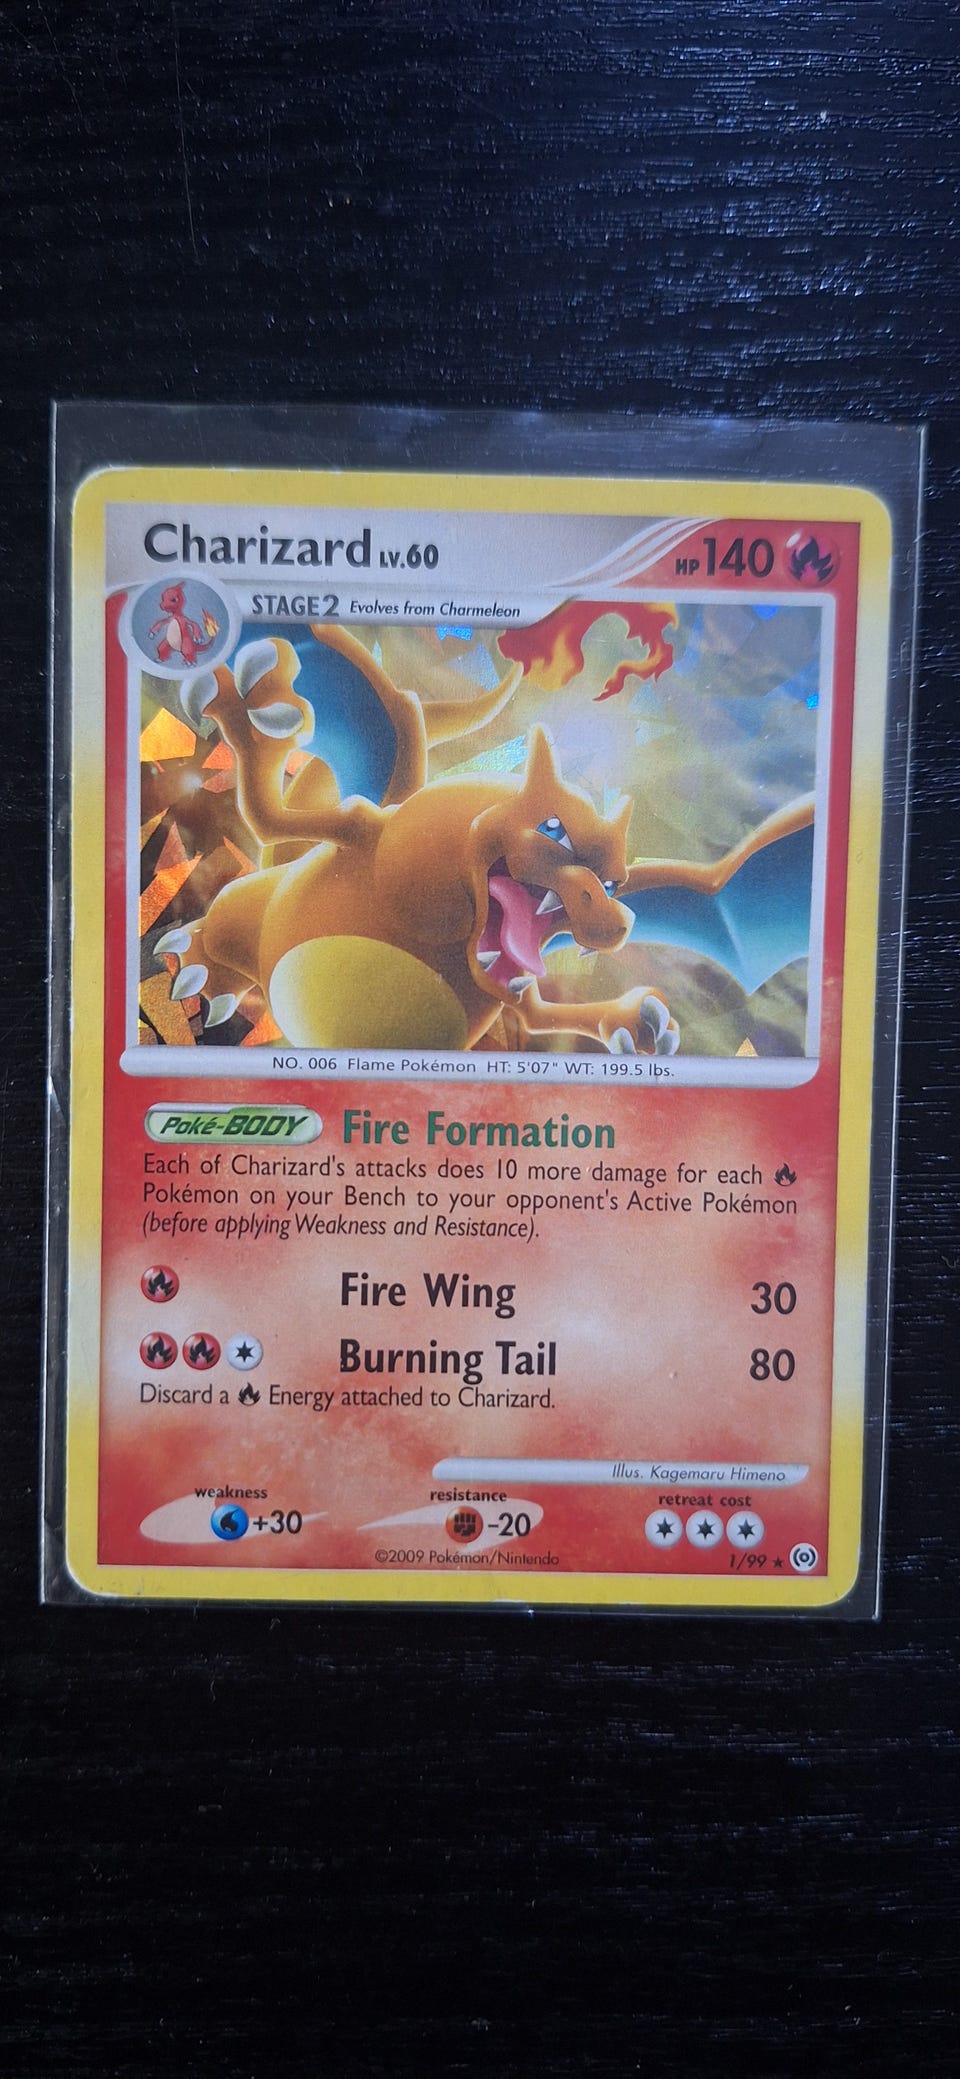 Charizard LV.60 HP 140
STAGE2 Evolves from Charmeleon
NO. 006 Flame Pokémon HT: 5'07" WT: 199.5 lbs.
Poké-BODY Fire Formation
Each of Charizard's attacks does 10 more damage for each
Pokémon on your Bench to your opponent's Active Pokémon
(before applying Weakness and Resistance).
Fire Wing 30
Burning Tail 80
Discard a Energy attached to Charizard.
Illus. Kagemaru Himeno
weakness resistance retreat cost
+30 -20
©2009 Pokémon/Nintendo 1/99 ★